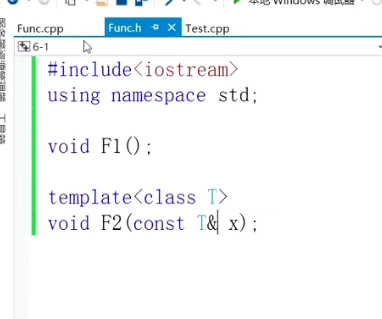 本地 Windows 调试器
Func.cpp
Func.h
Test.cpp
6-1
#include<iostream>
using namespace std;
void F1();
template<class T>
void F2(const T& x);
工具箱